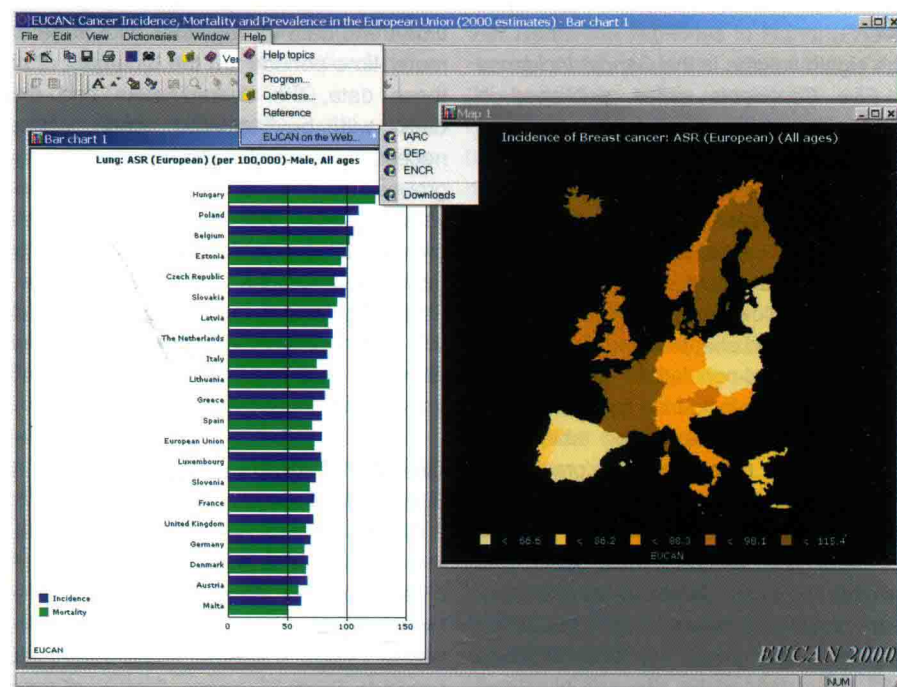 EUCAN: Cancer Incidence, Mortality and Prevalence in the European Union (2000 estimates) - Bar chart 1
File Edit View Dictionaries Window Help
Help topics
Program...
Database...
Reference
EUCAN on the Web...
IARC
DEP
ENCR
Downloads
Bar chart 1
Lung: ASR (European) (per 100,000)-Male, All ages
Hungary
Poland
Belgium
Estonia
Czech Republic
Slovakia
Latvia
The Netherlands
Italy
Lithuania
Greece
Spain
European Union
Luxembourg
Slovenia
France
United Kingdom
Germany
Denmark
Austria
Malta
Incidence
Mortality
0 50 100 150
EUCAN
Map 1
Incidence of Breast cancer: ASR (European) (All ages)
< 66.6 < 86.2 < 88.3 < 98.1 < 115.4
EUCAN
EUCAN 2000
NUM